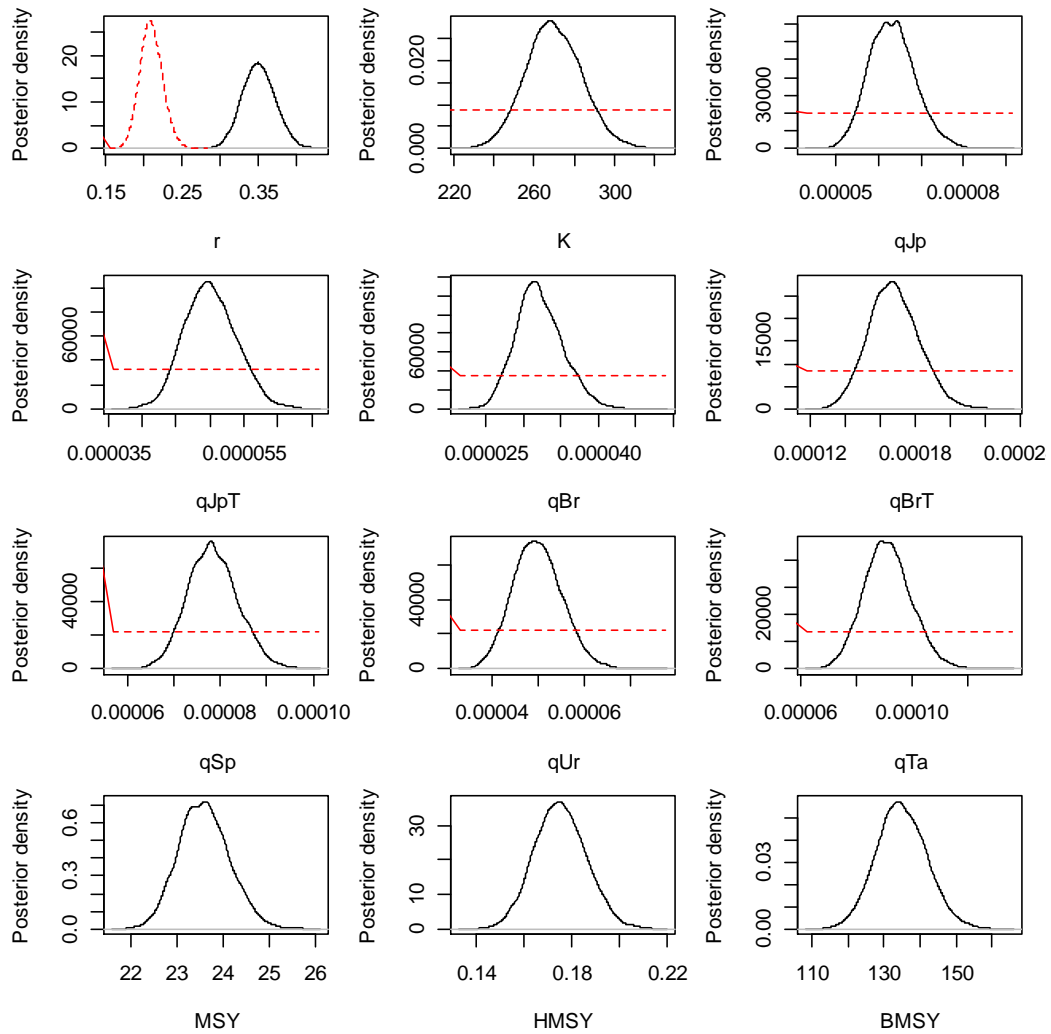 Posterior density
0
10
20
0.15
0.25
0.35
r
Posterior density
0.000
0.020
220
260
300
K
Posterior density
0
30000
0.00005
0.00008
qJp
Posterior density
0
60000
0.000035
0.000055
qJpT
Posterior density
0
60000
0.000025
0.000040
qBr
Posterior density
0
15000
0.00012
0.00018
0.0002
qBrT
Posterior density
0
40000
0.00006
0.00008
0.00010
qSp
Posterior density
0
40000
0.00004
0.00006
qUr
Posterior density
0
20000
0.00006
0.00010
qTa
Posterior density
0.0
0.3
0.6
22
23
24
25
26
MSY
Posterior density
0
10
30
0.14
0.18
0.22
HMSY
Posterior density
0.00
0.03
110
130
150
BMSY